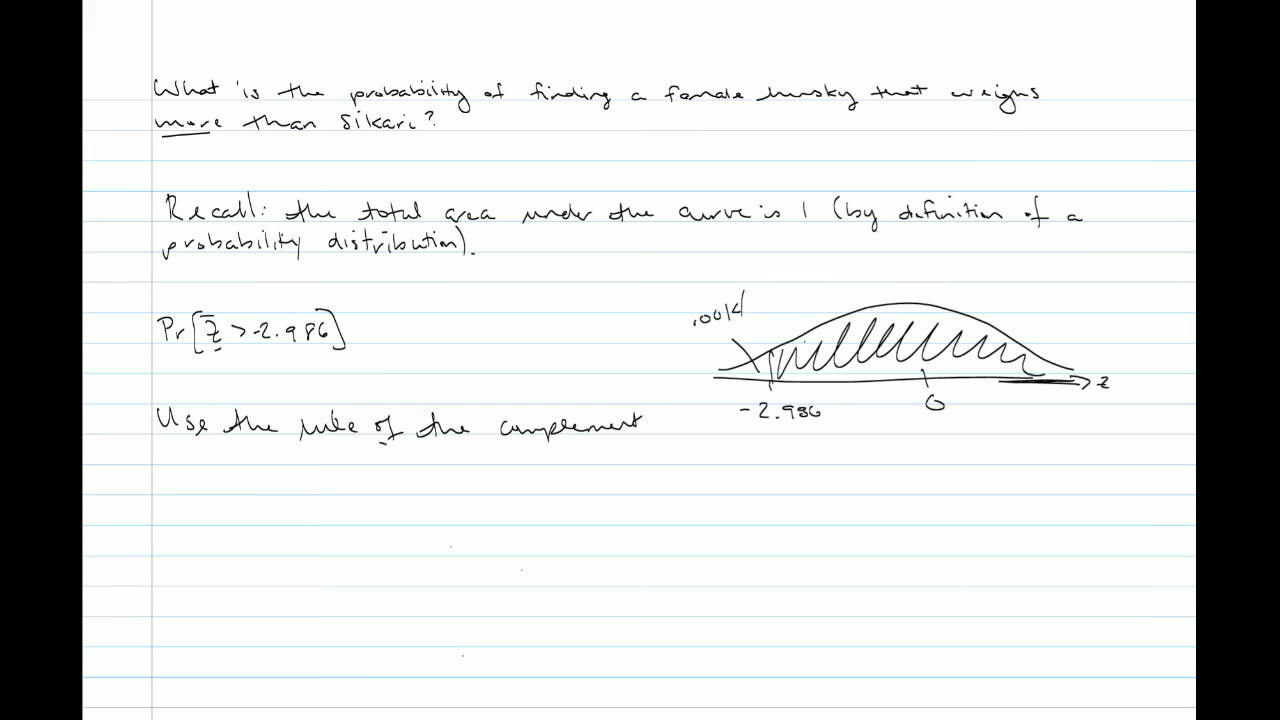 What is the probability of finding a female husky that weighs
more than Sikari?
Recall: the total area under the curve is 1 (by definition of a
probability distribution).
.0014
Pr[Z > -2.986]
z
-2.986
0
Use the rule of the complement